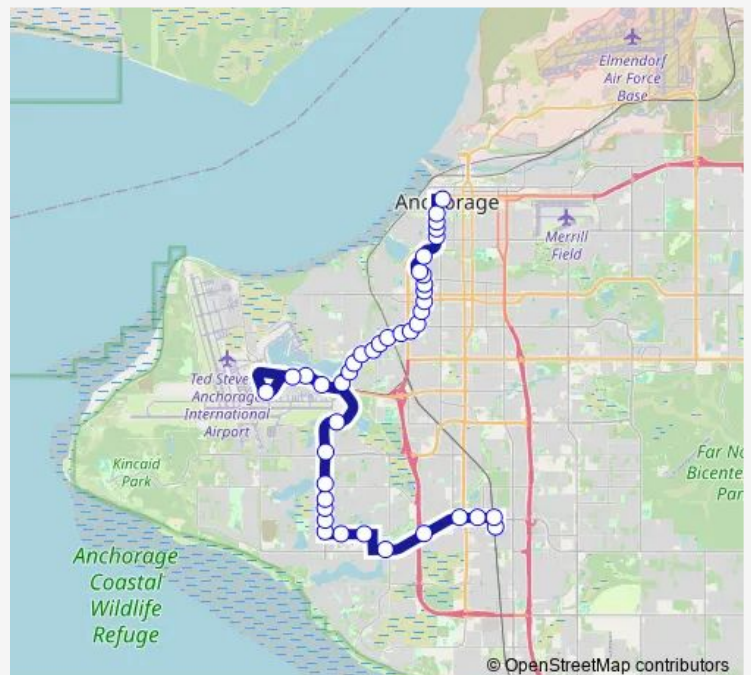 Elmendorf
Air Force
Base
Anchorage
Merrill
Field
Ted Steve
Anchorage
International
Airport
Kincaid
Park
Far No
Bicente
Par
Anchorage
Coastal
Wildlife
Refuge
© OpenStreetMap contributors